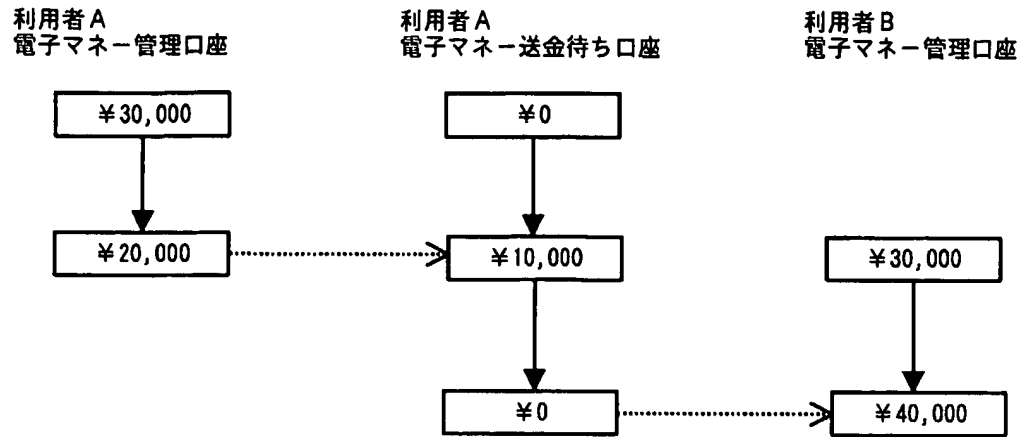 利用者A
電子マネー管理口座
利用者A
電子マネー送金待ち口座
利用者B
電子マネー管理口座
¥30,000
¥0
¥20,000
¥10,000
¥30,000
¥0
¥40,000